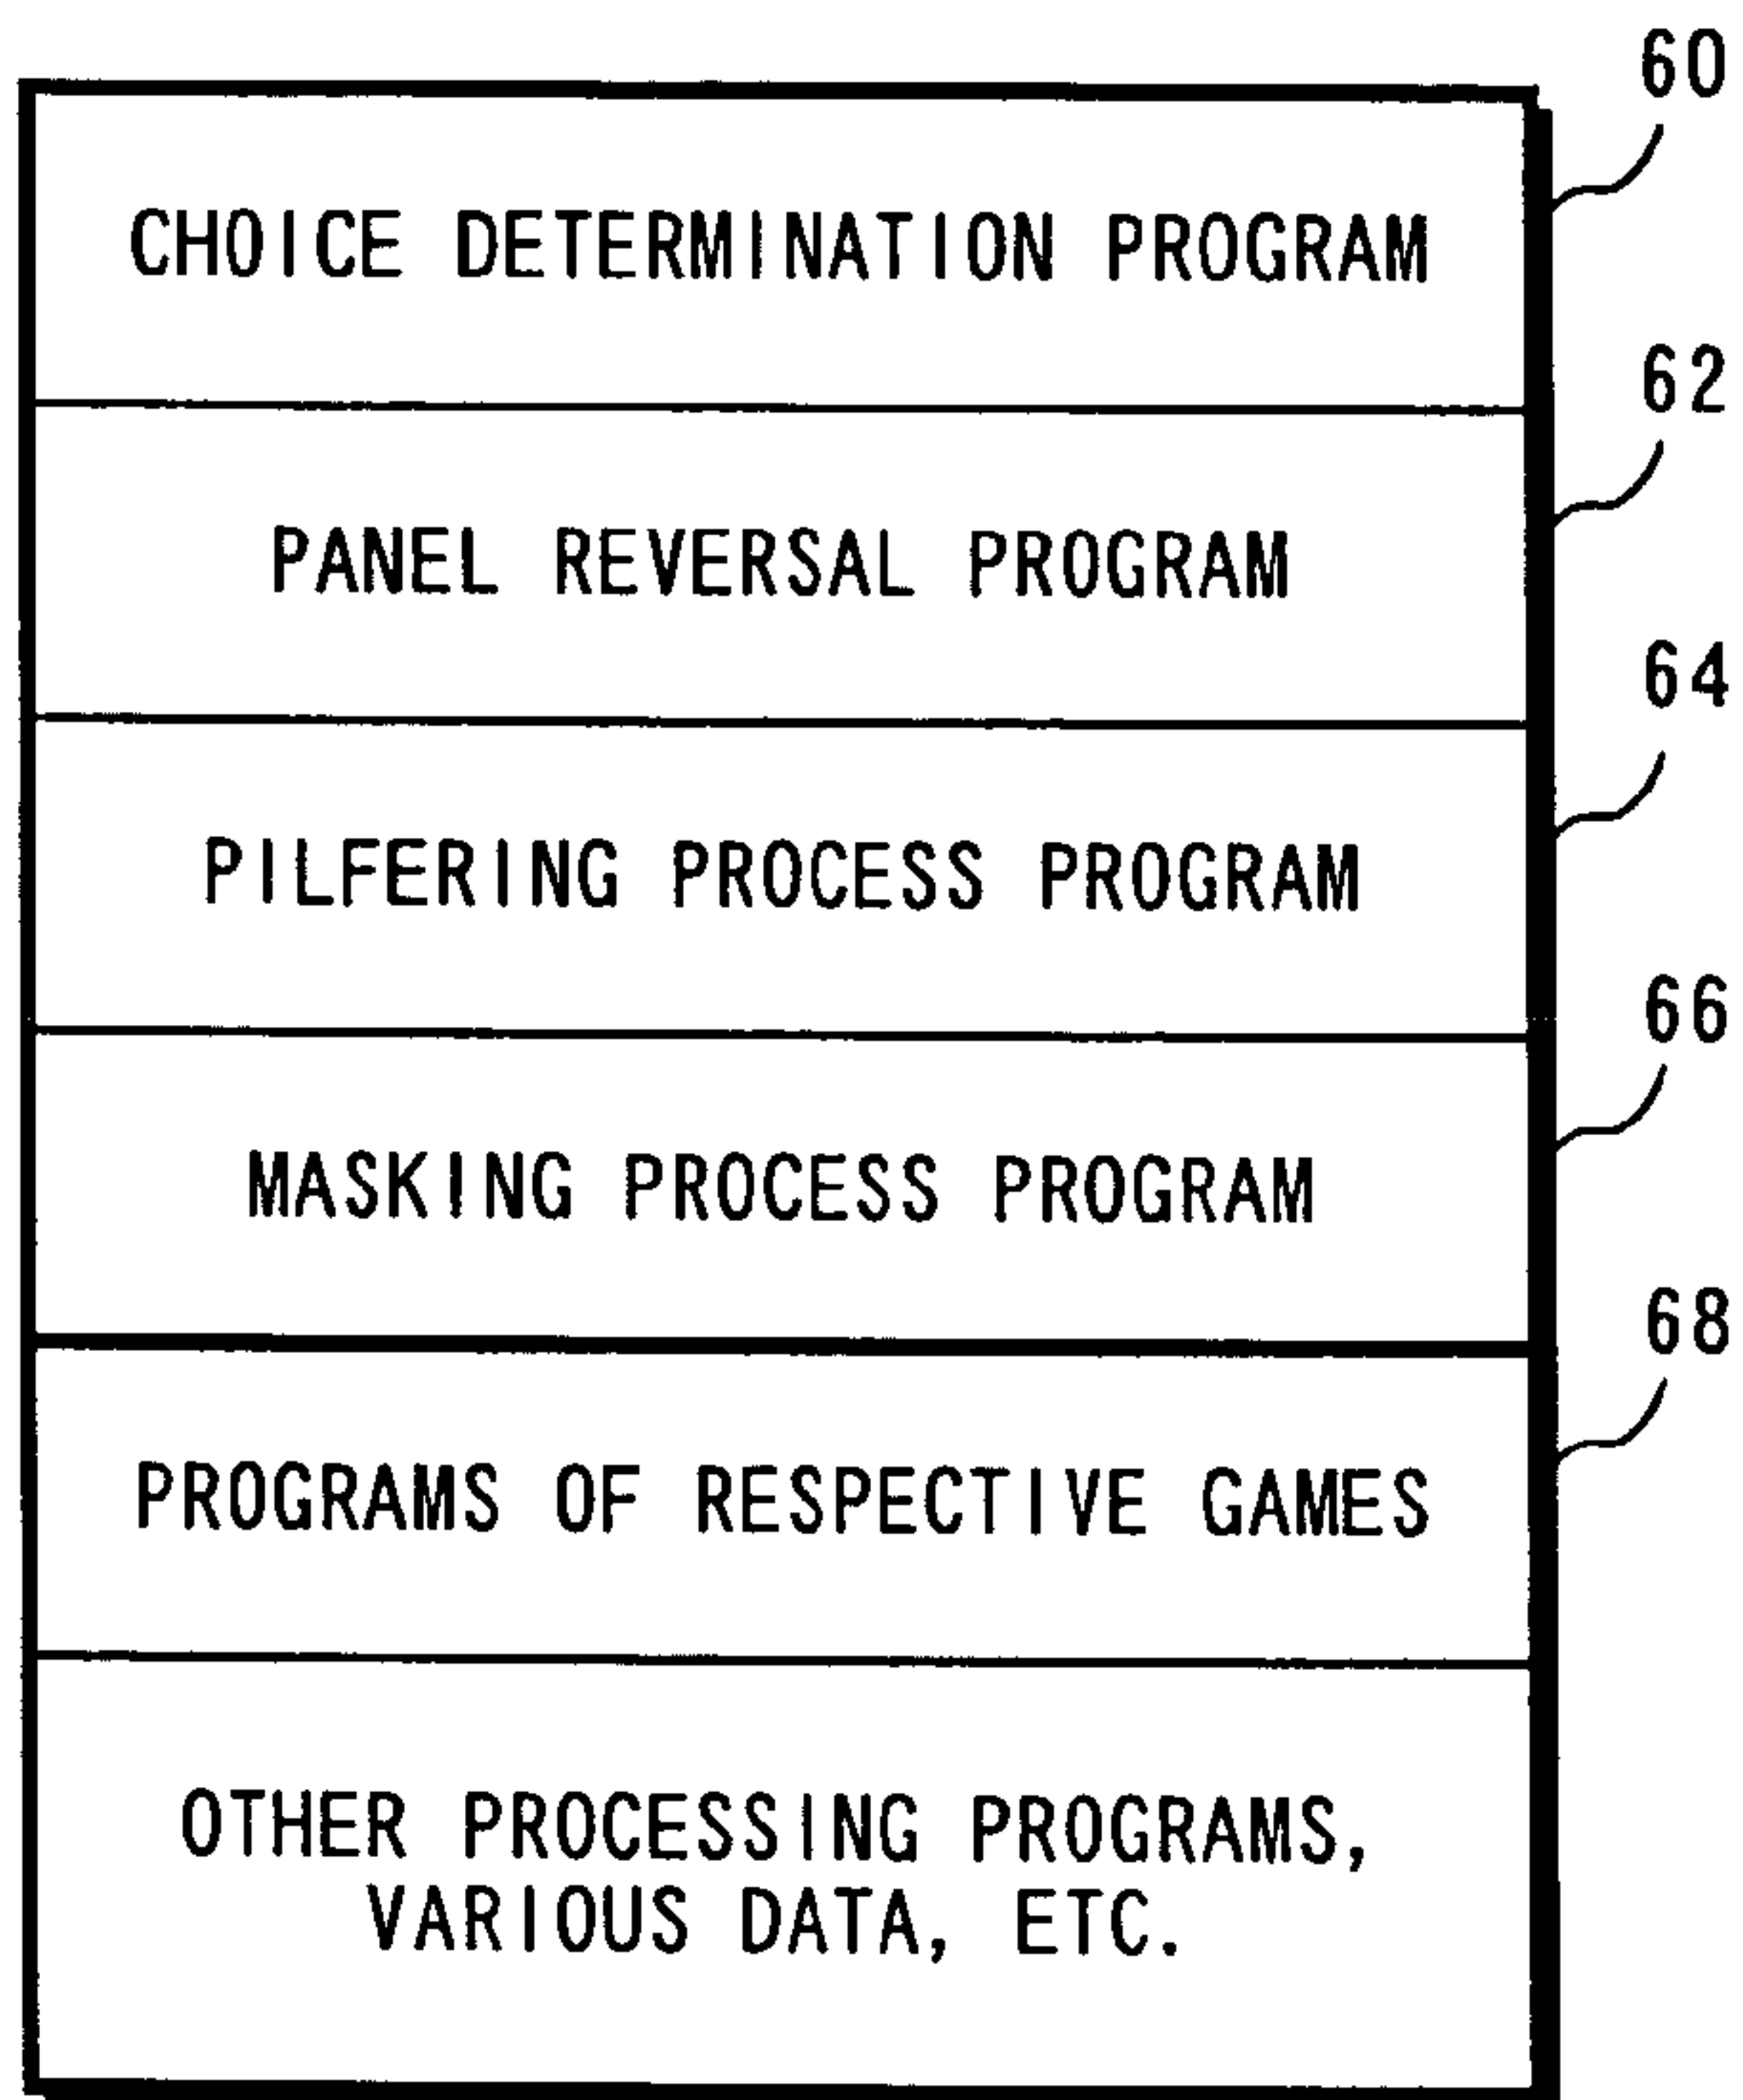 60
CHOICE DETERMINATION PROGRAM
62
PANEL REVERSAL PROGRAM
64
PILFERING PROCESS PROGRAM
66
MASKING PROCESS PROGRAM
68
PROGRAMS OF RESPECTIVE GAMES
OTHER PROCESSING PROGRAMS,
VARIOUS DATA, ETC.